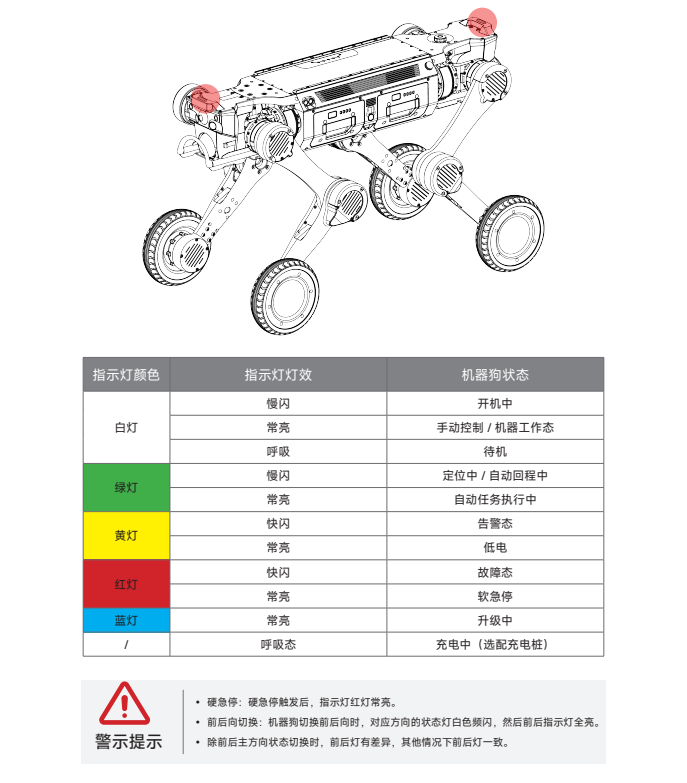 指示灯颜色 指示灯灯效 机器狗状态
白灯 慢闪 开机中
常亮 手动控制 / 机器工作态
呼吸 待机
绿灯 慢闪 定位中 / 自动回程中
常亮 自动任务执行中
黄灯 快闪 告警态
常亮 低电
红灯 快闪 故障态
常亮 软急停
蓝灯 常亮 升级中
/ 呼吸态 充电中（选配充电桩）
警示提示
• 硬急停：硬急停触发后，指示灯红灯常亮。
• 前后向切换：机器狗切换前后向时，对应方向的状态灯白色频闪，然后前后指示灯全亮。
• 除前后主方向状态切换时，前后灯有差异，其他情况下前后灯一致。